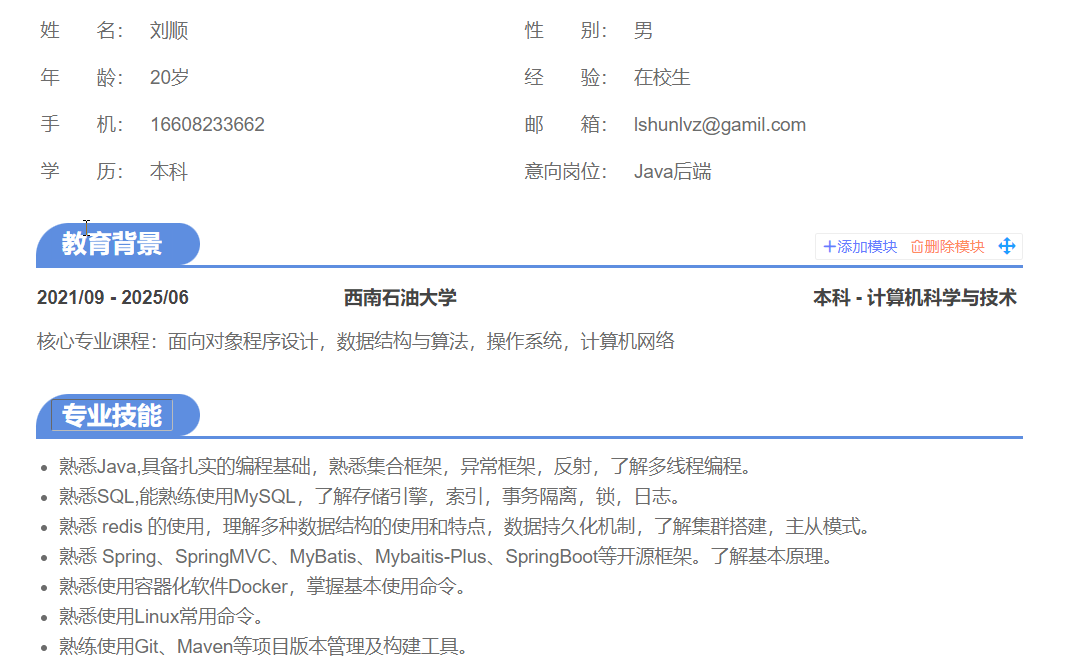 姓 名： 刘顺 性 别： 男
年 龄： 20岁 经 验： 在校生
手 机： 16608233662 邮 箱： lshunlvz@gamil.com
学 历： 本科 意向岗位： Java后端
教育背景 添加模块 删除模块
2021/09 - 2025/06 西南石油大学 本科 - 计算机科学与技术
核心专业课程：面向对象程序设计，数据结构与算法，操作系统，计算机网络
专业技能
熟悉Java,具备扎实的编程基础，熟悉集合框架，异常框架，反射，了解多线程编程。
熟悉SQL,能熟练使用MySQL，了解存储引擎，索引，事务隔离，锁，日志。
熟悉 redis 的使用，理解多种数据结构的使用和特点，数据持久化机制，了解集群搭建，主从模式。
熟悉 Spring、SpringMVC、MyBatis、Mybaitis-Plus、SpringBoot等开源框架。了解基本原理。
熟悉使用容器化软件Docker，掌握基本使用命令。
熟悉使用Linux常用命令。
熟练使用Git、Maven等项目版本管理及构建工具。